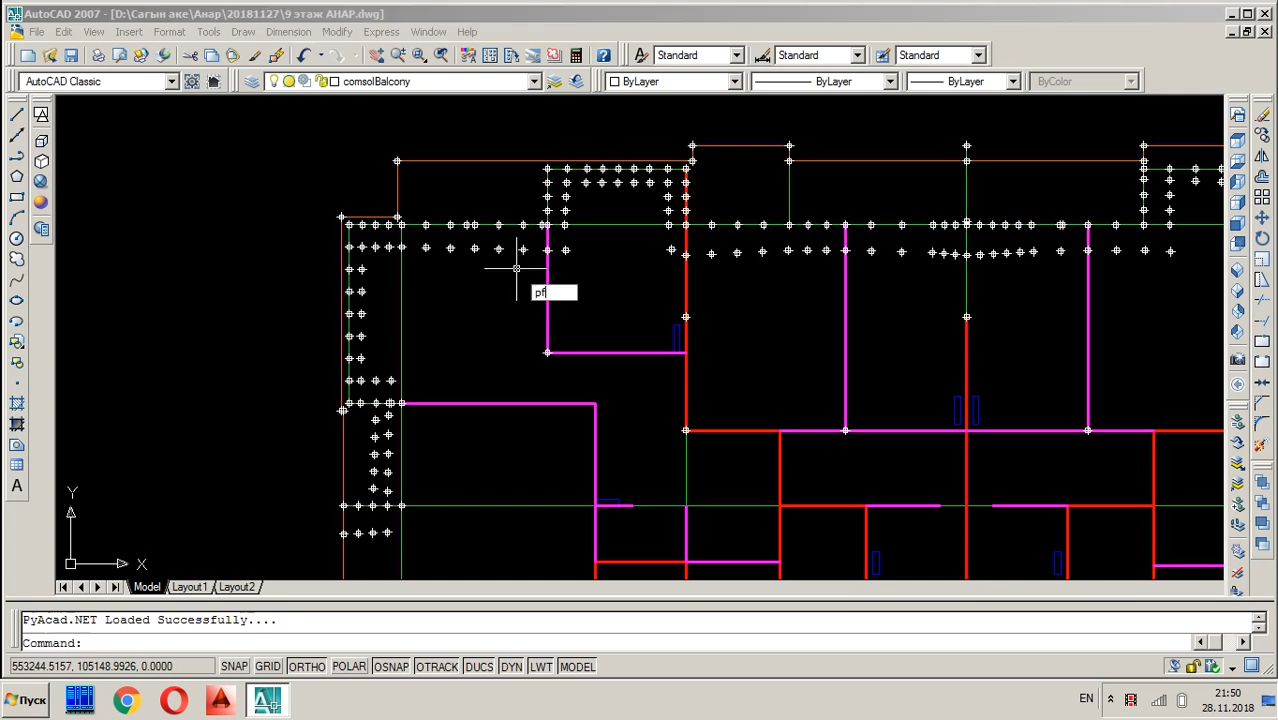 AutoCAD 2007 - [D:\Сагын аке\Анар\20181127\9 этаж АНАР.dwg]
File Edit View Insert Format Tools Draw Dimension Modify Express Window Help
Standard Standard Standard
AutoCAD Classic comsolBalcony ByLayer ByLayer ByLayer ByColor
A
pf
A
Y
X
Model Layout1 Layout2
PyAcad.NET Loaded Successfully....
Command:
553244.5157, 105148.9926, 0.0000 SNAP GRID ORTHO POLAR OSNAP OTRACK DUCS DYN LWT MODEL
Пуск EN 21:50
28.11.2018